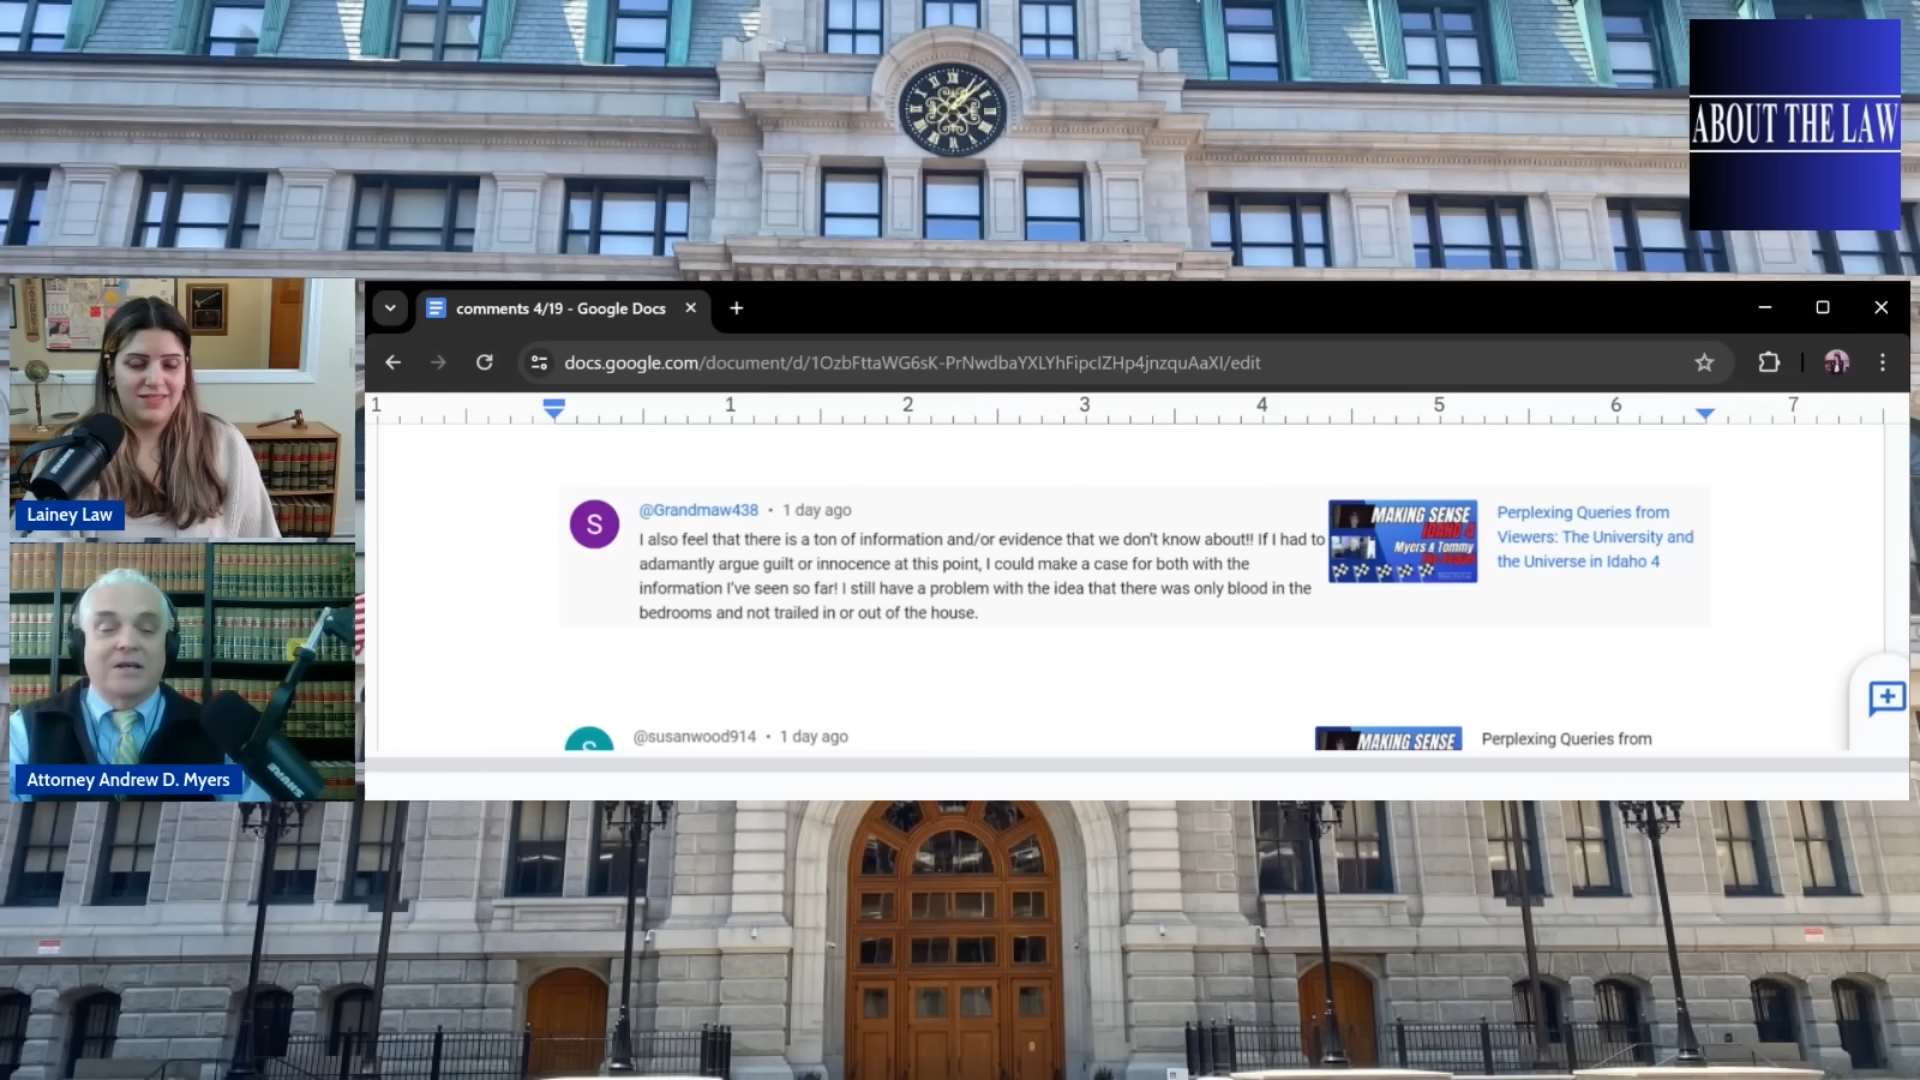 ABOUT THE LAW
comments 4/19 - Google Docs
docs.google.com/document/d/1OzbFttaWG6sK-PrNwdbaYXLYhFipcIZHp4jnzquAaXI/edit
1 1 2 3 4 5 6 7
S
@Grandmaw438 • 1 day ago
I also feel that there is a ton of information and/or evidence that we don't know about!! If I had to
adamantly argue guilt or innocence at this point, I could make a case for both with the
information I've seen so far! I still have a problem with the idea that there was only blood in the
bedrooms and not trailed in or out of the house.
MAKING SENSE
IDAHO 4
Myers & Tommy
Perplexing Queries from
Viewers: The University and
the Universe in Idaho 4
@susanwood914 • 1 day ago
MAKING SENSE
Perplexing Queries from
Lainey Law
Attorney Andrew D. Myers